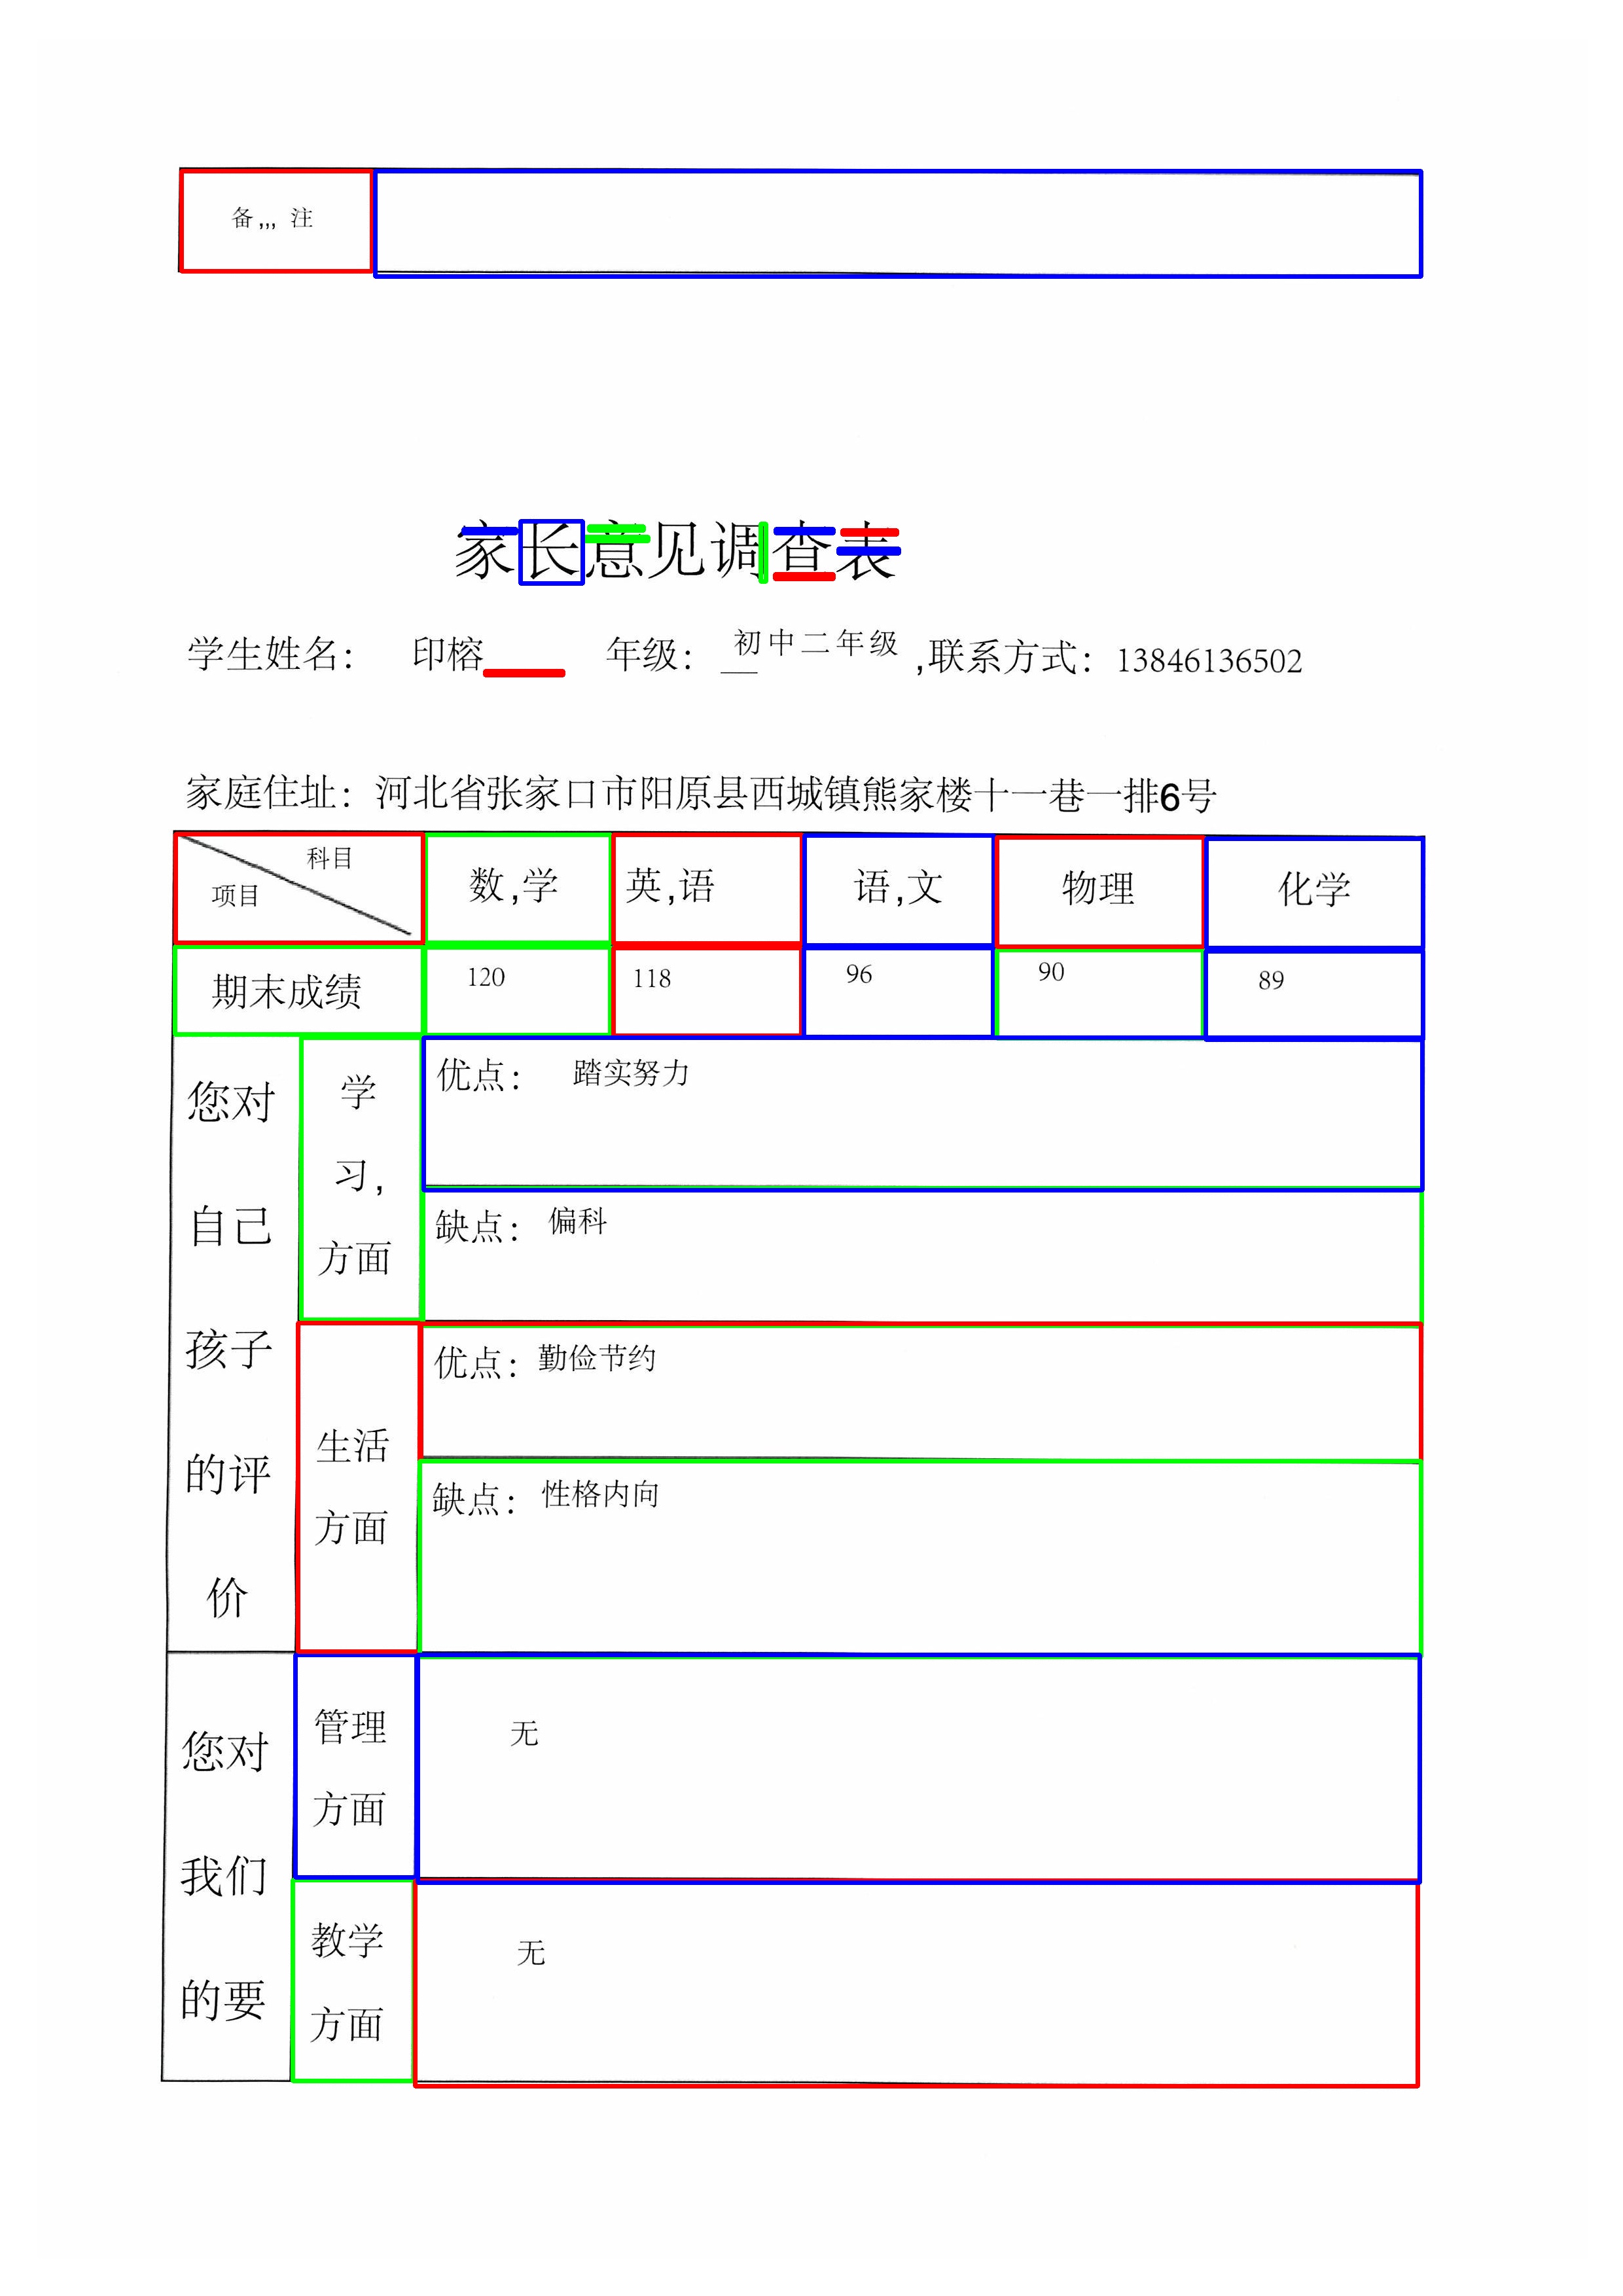 备,,, 注
家长意见调查表
学生姓名： 印榕 年级： 初中二年级 ,联系方式：13846136502
家庭住址：河北省张家口市阳原县西城镇熊家楼十一巷一排6号
科目
项目
数,学 英,语 语,文 物理 化学
期末成绩 120 118 96 90 89
您对
自己
孩子
的评
价
学
习,
方面
优点： 踏实努力
缺点： 偏科
生活
方面
优点： 勤俭节约
缺点： 性格内向
您对
我们
的要
管理
方面
无
教学
方面
无